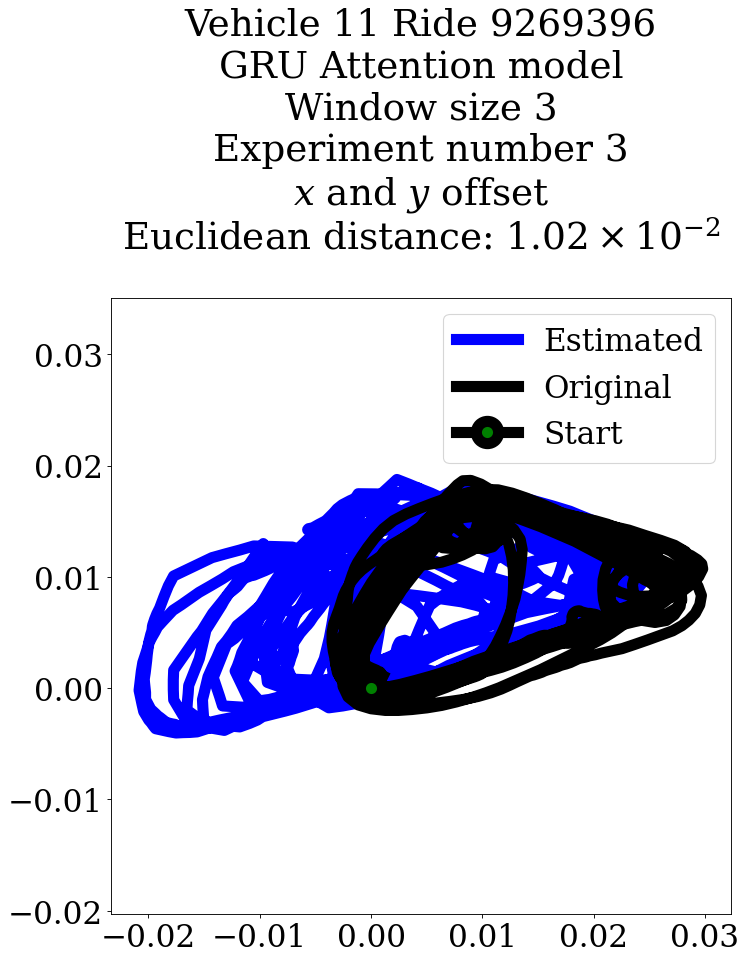 Vehicle 11 Ride 9269396
GRU Attention model
Window size 3
Experiment number 3
x and y offset
Euclidean distance: 1.02 × 10⁻²
Estimated
Original
Start
0.03
0.02
0.01
0.00
−0.01
−0.02
−0.02 −0.01 0.00 0.01 0.02 0.03